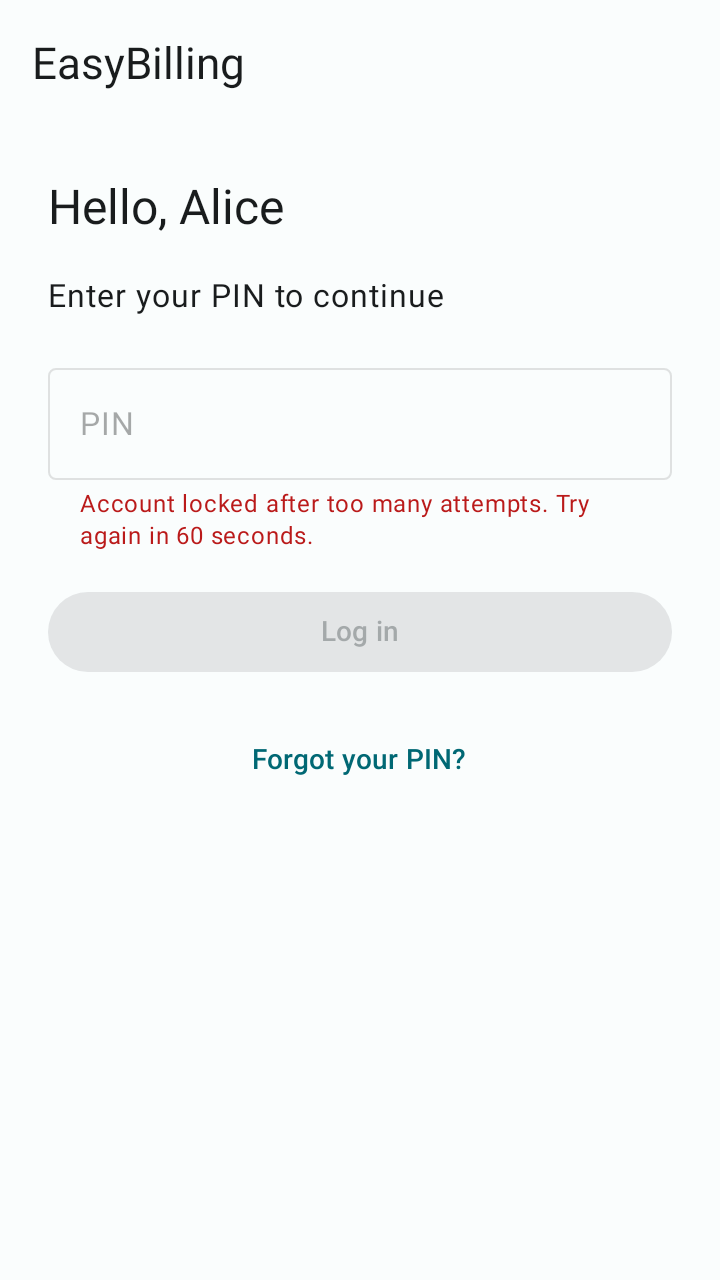 EasyBilling
Hello, Alice
Enter your PIN to continue
PIN
Account locked after too many attempts. Try
again in 60 seconds.
Log in
Forgot your PIN?